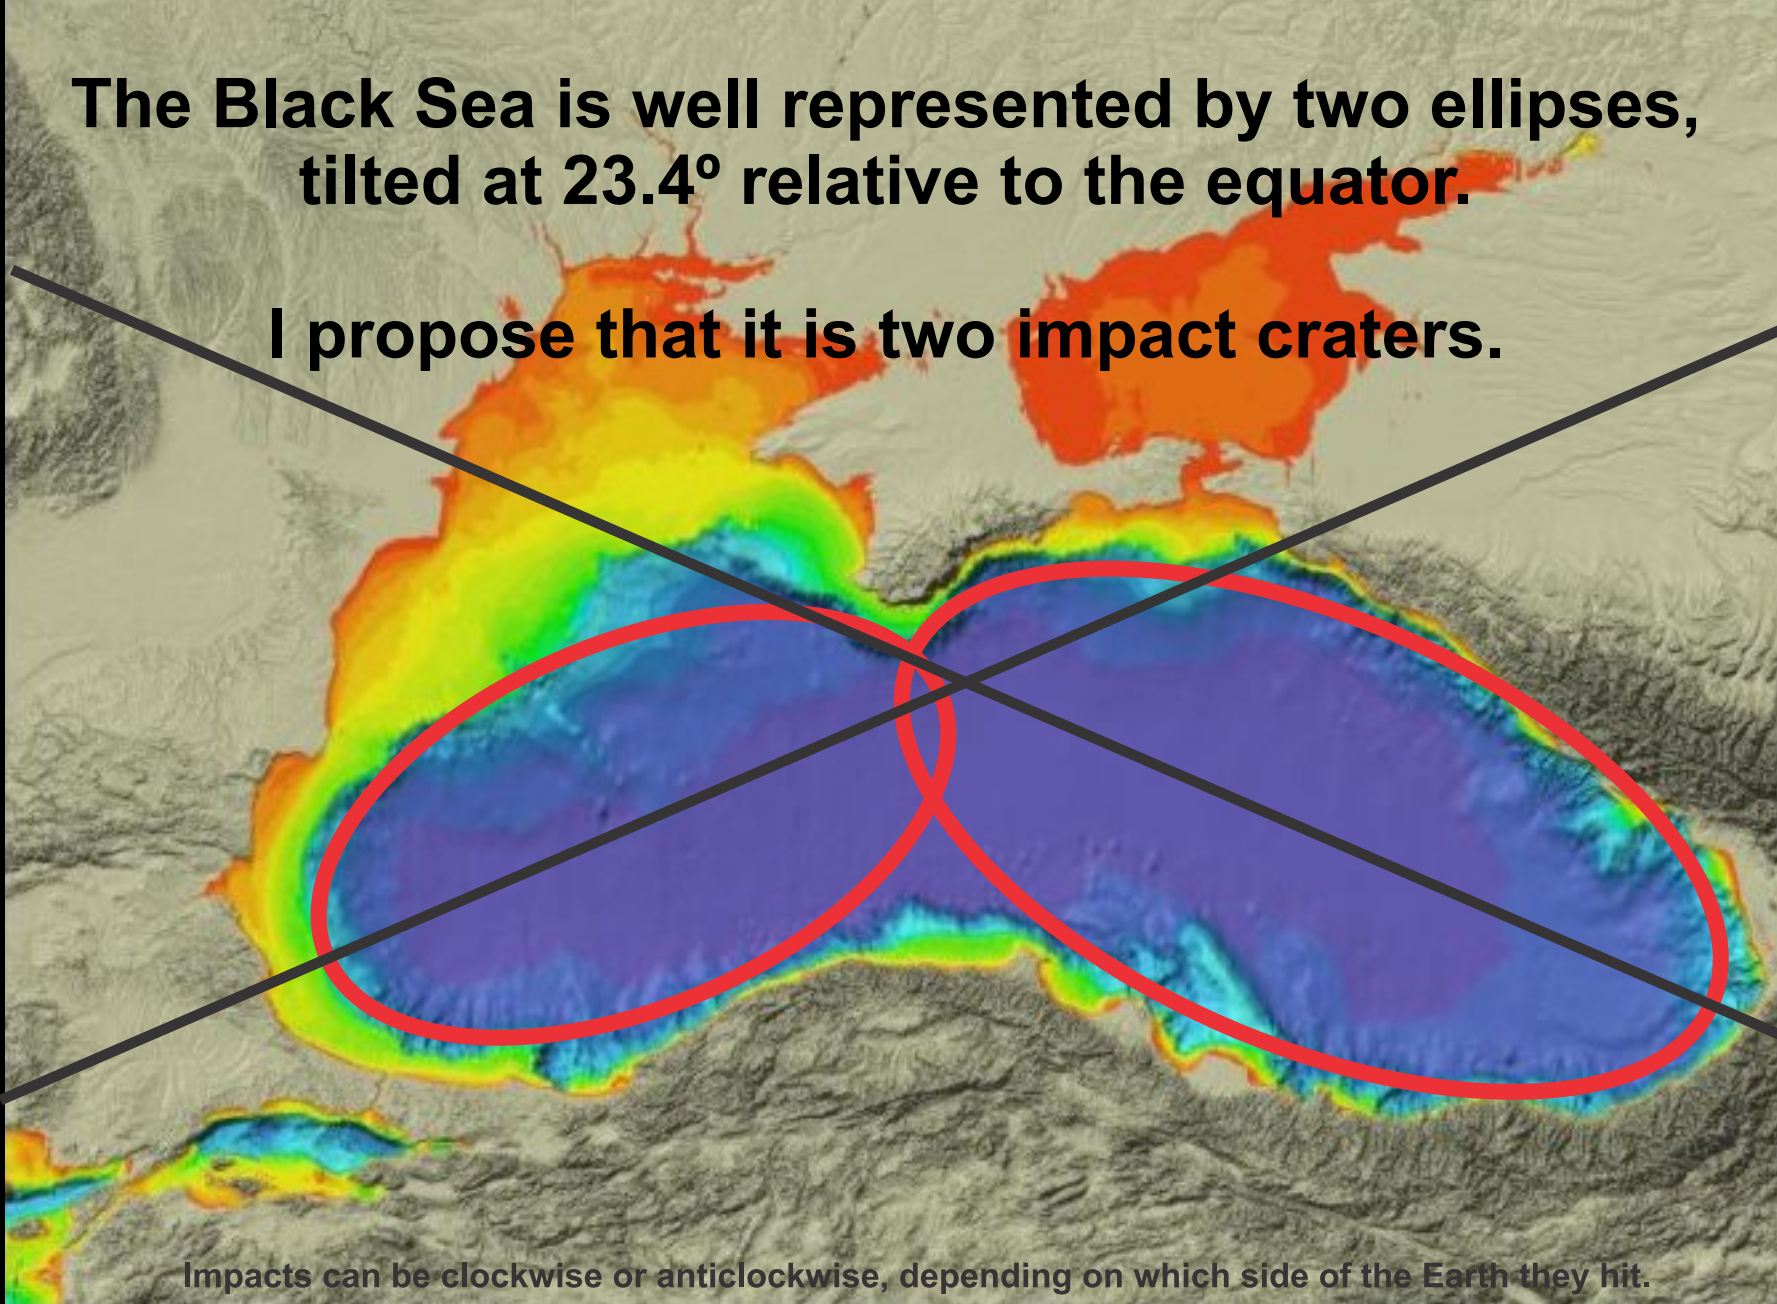 The Black Sea is well represented by two ellipses,
tilted at 23.4º relative to the equator.
I propose that it is two impact craters.
Impacts can be clockwise or anticlockwise, depending on which side of the Earth they hit.